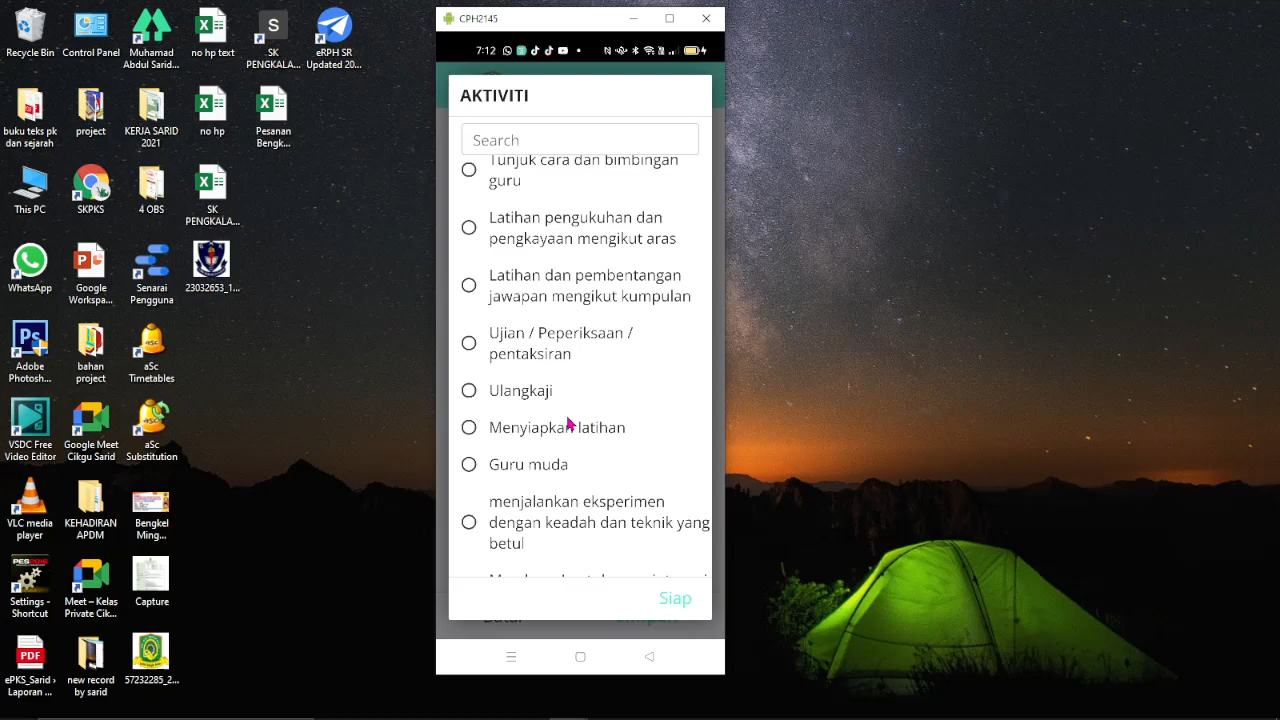 CPH2145
7:12
AKTIVITI
Search
Tunjuk cara dan bimbingan
guru
Latihan pengukuhan dan
pengkayaan mengikut aras
Latihan dan pembentangan
jawapan mengikut kumpulan
Ujian / Peperiksaan /
pentaksiran
Ulangkaji
Menyiapkan latihan
Guru muda
menjalankan eksperimen
dengan keadah dan teknik yang
betul
Siap
Recycle Bin
Control Panel
Muhamad
Abdul Sarid...
no hp text
SK
PENGKALA...
eRPH SR
Updated 20...
buku teks pk
dan sejarah
project
KERJA SARID
2021
no hp
Pesanan
Bengk...
This PC
SKPKS
4 OBS
SK
PENGKALA...
WhatsApp
Google
Workspa...
Senarai
Pengguna
23032653_1...
Adobe
Photosh...
bahan
project
aSc
Timetables
VSDC Free
Video Editor
Google Meet
Cikgu Sarid
aSc
Substitution
VLC media
player
KEHADIRAN
APDM
Bengkel
Ming...
Settings -
Shortcut
Meet – Kelas
Private Cik...
Capture
PDF
ePKS_Sarid ›
Laporan ...
new record
by sarid
57232285_2...